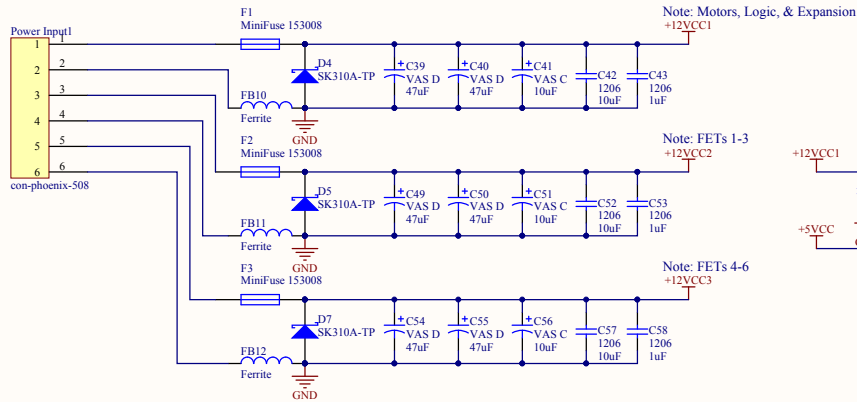 Power Input1
1
2
3
4
5
6
1
2
3
4
5
6
con-phoenix-508
F1
MiniFuse 153008
Note: Motors, Logic, & Expansion
+12VCC1
D4
SK310A-TP
C39
VAS D
47uF
C40
VAS D
47uF
C41
VAS C
10uF
C42
1206
10uF
C43
1206
1uF
FB10
Ferrite
GND
F2
MiniFuse 153008
Note: FETs 1-3
+12VCC2
D5
SK310A-TP
C49
VAS D
47uF
C50
VAS D
47uF
C51
VAS C
10uF
C52
1206
10uF
C53
1206
1uF
FB11
Ferrite
GND
F3
MiniFuse 153008
Note: FETs 4-6
+12VCC3
D7
SK310A-TP
C54
VAS D
47uF
C55
VAS D
47uF
C56
VAS C
10uF
C57
1206
10uF
C58
1206
1uF
FB12
Ferrite
GND
+12VCC1
+5VCC